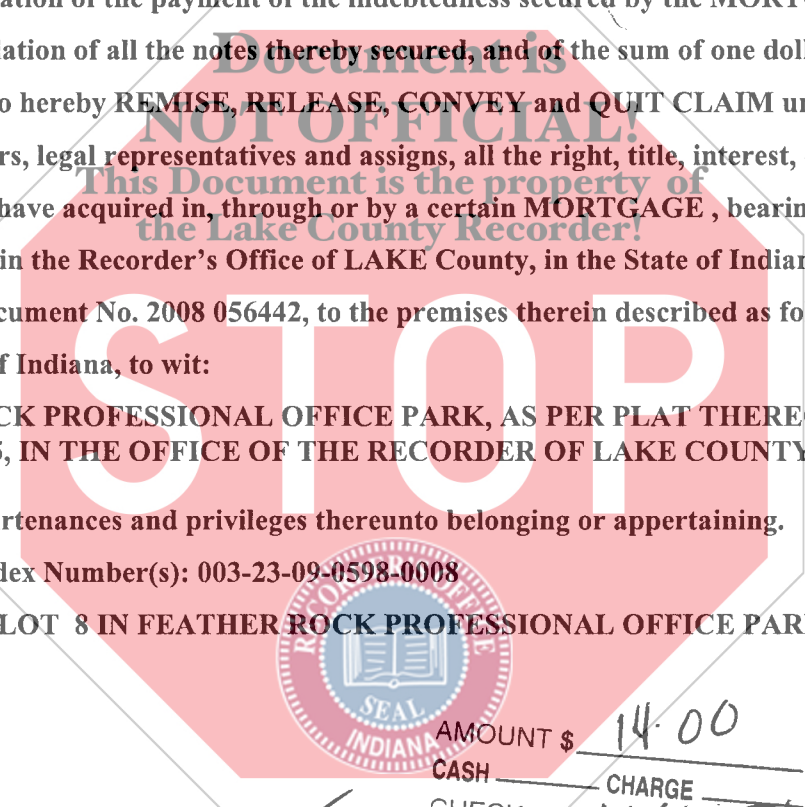 ation of the payment of the indebtedness secured by the MORTG
iation of all the notes thereby secured, and of the sum of one doll
Document is
o hereby REMISE, RELEASE, CONVEY and QUIT CLAIM un
NOT OFFICIAL!
rs, legal representatives and assigns, all the right, title, interest,
This Document is the property of
have acquired in, through or by a certain MORTGAGE , bearin
the Lake County Recorder!
in the Recorder's Office of LAKE County, in the State of Indian
cument No. 2008 056442, to the premises therein described as fo
f Indiana, to wit:
STOP
CK PROFESSIONAL OFFICE PARK, AS PER PLAT THEREO
, IN THE OFFICE OF THE RECORDER OF LAKE COUNTY
rtenances and privileges thereunto belonging or appertaining.
dex Number(s): 003-23-09-0598-0008
LOT 8 IN FEATHER ROCK PROFESSIONAL OFFICE PAR
RECORDER'S OFFICE
SEAL
INDIANA
AMOUNT $ 14.00
CASH CHARGE